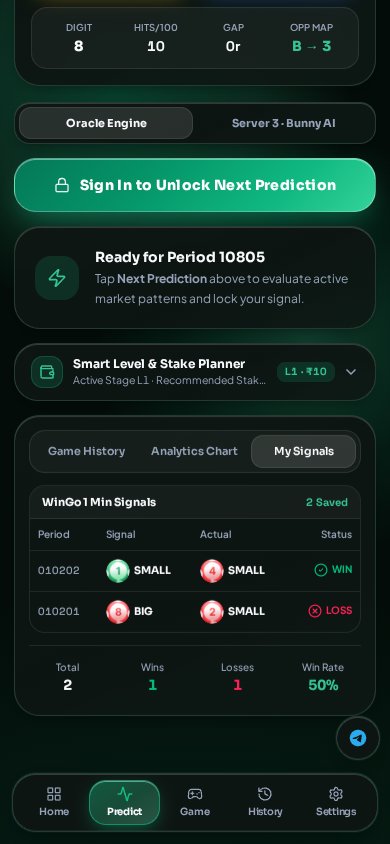 DIGIT HITS/100 GAP OPP MAP
8 10 0r B → 3
Oracle Engine Server 3 · Bunny AI
Sign In to Unlock Next Prediction
Ready for Period 10805
Tap Next Prediction above to evaluate active
market patterns and lock your signal.
Smart Level & Stake Planner
Active Stage L1 · Recommended Stak...
L1 · ₹10
Game History Analytics Chart My Signals
WinGo 1 Min Signals 2 Saved
Period Signal Actual Status
010202 1 SMALL 4 SMALL WIN
010201 8 BIG 2 SMALL LOSS
Total Wins Losses Win Rate
2 1 1 50%
Home Predict Game History Settings